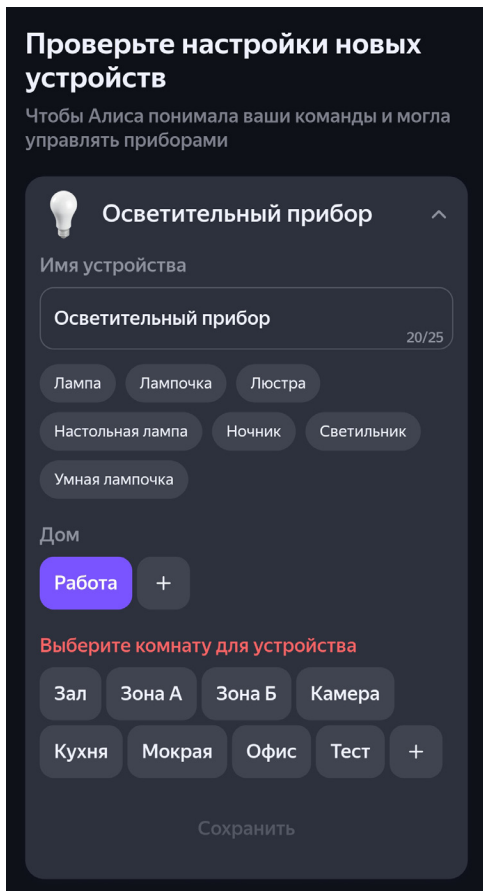 Проверьте настройки новых
устройств
Чтобы Алиса понимала ваши команды и могла
управлять приборами
Осветительный прибор
Имя устройства
Осветительный прибор
20/25
Лампа Лампочка Люстра
Настольная лампа Ночник Светильник
Умная лампочка
Дом
Работа +
Выберите комнату для устройства
Зал Зона А Зона Б Камера
Кухня Мокрая Офис Тест +
Сохранить